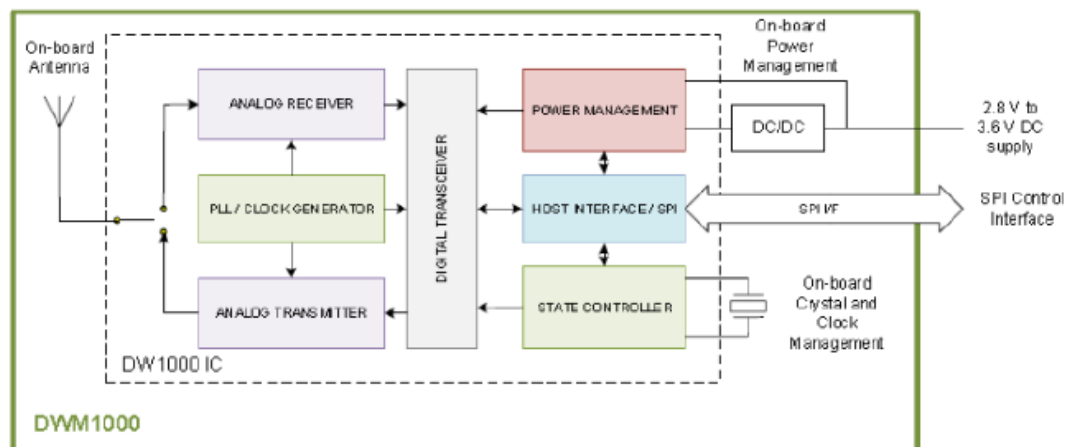 On-board
Antenna
ANALOG RECEIVER
PLL / CLOCK GENERATOR
ANALOG TRANSMITTER
DIGITAL TRANSCEIVER
POWER MANAGEMENT
HOST INTERFACE / SPI
STATE CONTROLLER
DW1000 IC
DWM1000
On-board
Power
Management
DC/DC
2.8 V to
3.6 V DC
supply
SPI I/F
SPI Control
Interface
On-board
Crystal and
Clock
Management